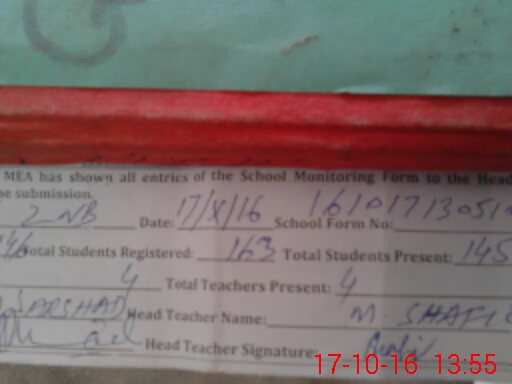 MEA has shown all entries of the School Monitoring Form to the Head
submission.
2 NB Date: 17/X/16 School Form No: 16101713051
Total Students Registered: 163 Total Students Present: 145
4 Total Teachers Present: 4
ARSHAD Head Teacher Name: M. SHAFI
Head Teacher Signature:
17-10-16 13:55